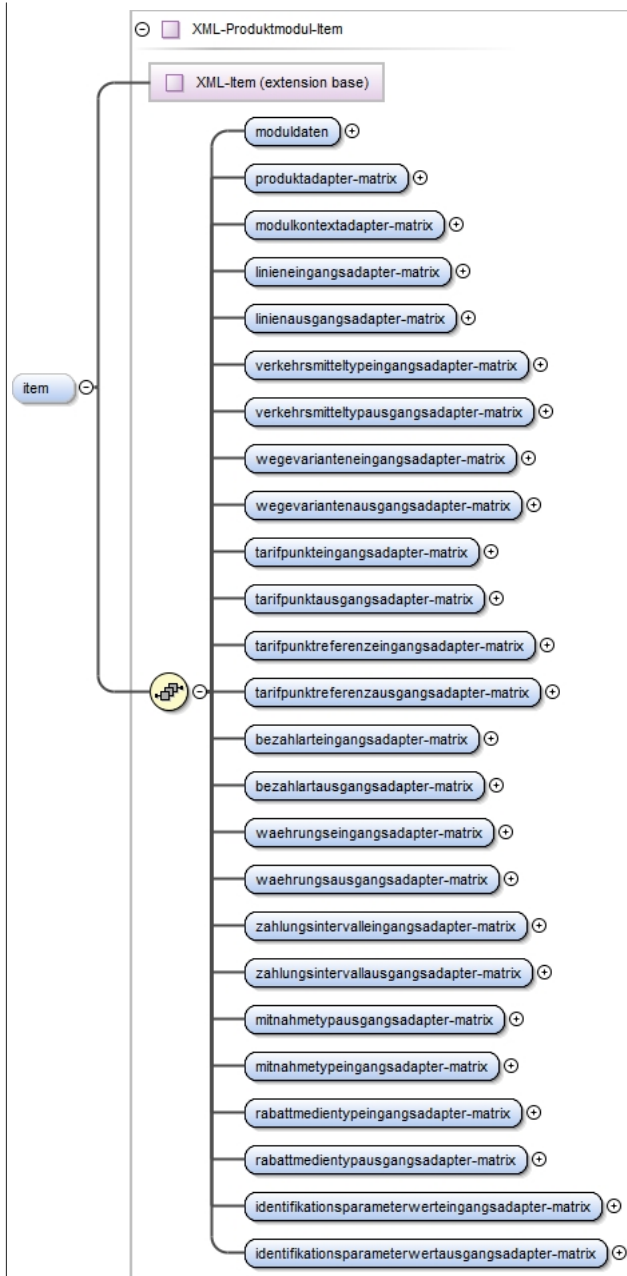 XML-Produktmodul-Item
XML-Item (extension base)
moduldaten
produktadapter-matrix
modulkontextadapter-matrix
linieneingangsadapter-matrix
linienausgangsadapter-matrix
verkehrsmitteltypeingangsadapter-matrix
item
verkehrsmitteltypausgangsadapter-matrix
wegevarianteneingangsadapter-matrix
wegevariantenausgangsadapter-matrix
tarifpunkteingangsadapter-matrix
tarifpunktausgangsadapter-matrix
tarifpunktreferenzeingangsadapter-matrix
tarifpunktreferenzausgangsadapter-matrix
bezahlarteingangsadapter-matrix
bezahlartausgangsadapter-matrix
waehrungseingangsadapter-matrix
waehrungsausgangsadapter-matrix
zahlungsintervalleingangsadapter-matrix
zahlungsintervallausgangsadapter-matrix
mitnahmetypausgangsadapter-matrix
mitnahmetypeingangsadapter-matrix
rabattmedientypeingangsadapter-matrix
rabattmedientypausgangsadapter-matrix
identifikationsparameterwerteingangsadapter-matrix
identifikationsparameterwertausgangsadapter-matrix